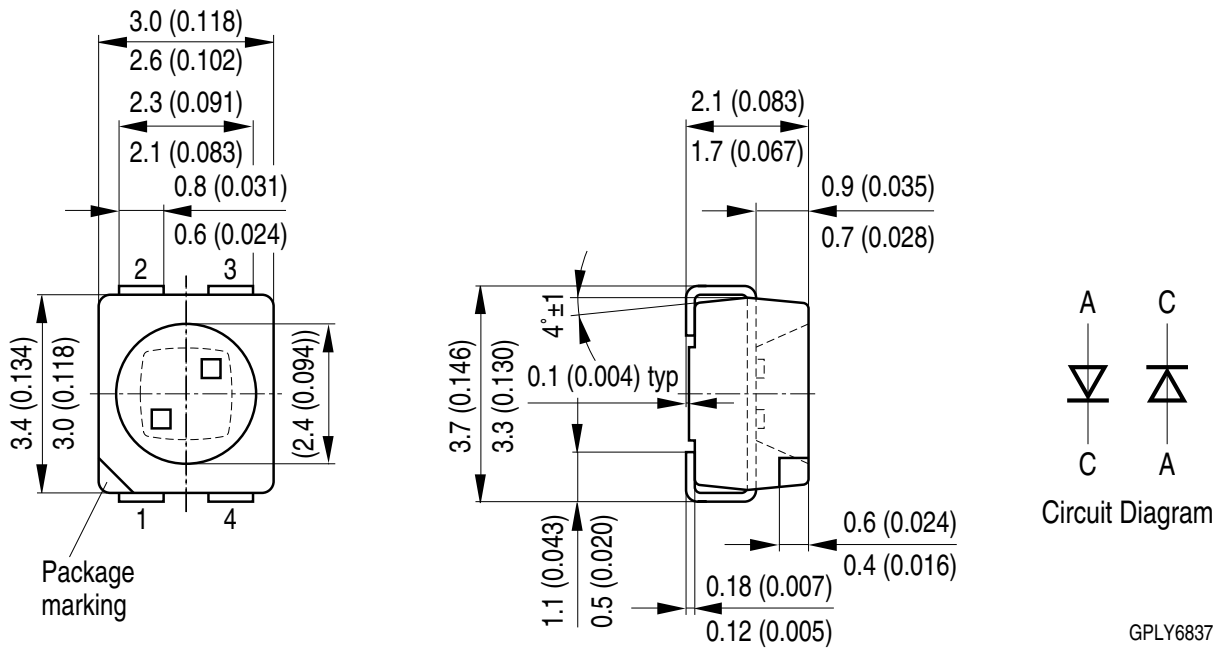 3.0 (0.118)
2.6 (0.102)
2.3 (0.091)
2.1 (0.083)
0.8 (0.031)
0.6 (0.024)
2
3
3.4 (0.134)
3.0 (0.118)
(2.4 (0.094))
1
4
Package
marking
2.1 (0.083)
1.7 (0.067)
0.9 (0.035)
0.7 (0.028)
4˚±1
0.1 (0.004) typ
3.7 (0.146)
3.3 (0.130)
1.1 (0.043)
0.5 (0.020)
0.6 (0.024)
0.4 (0.016)
0.18 (0.007)
0.12 (0.005)
A
C
C
A
Circuit Diagram
GPLY6837